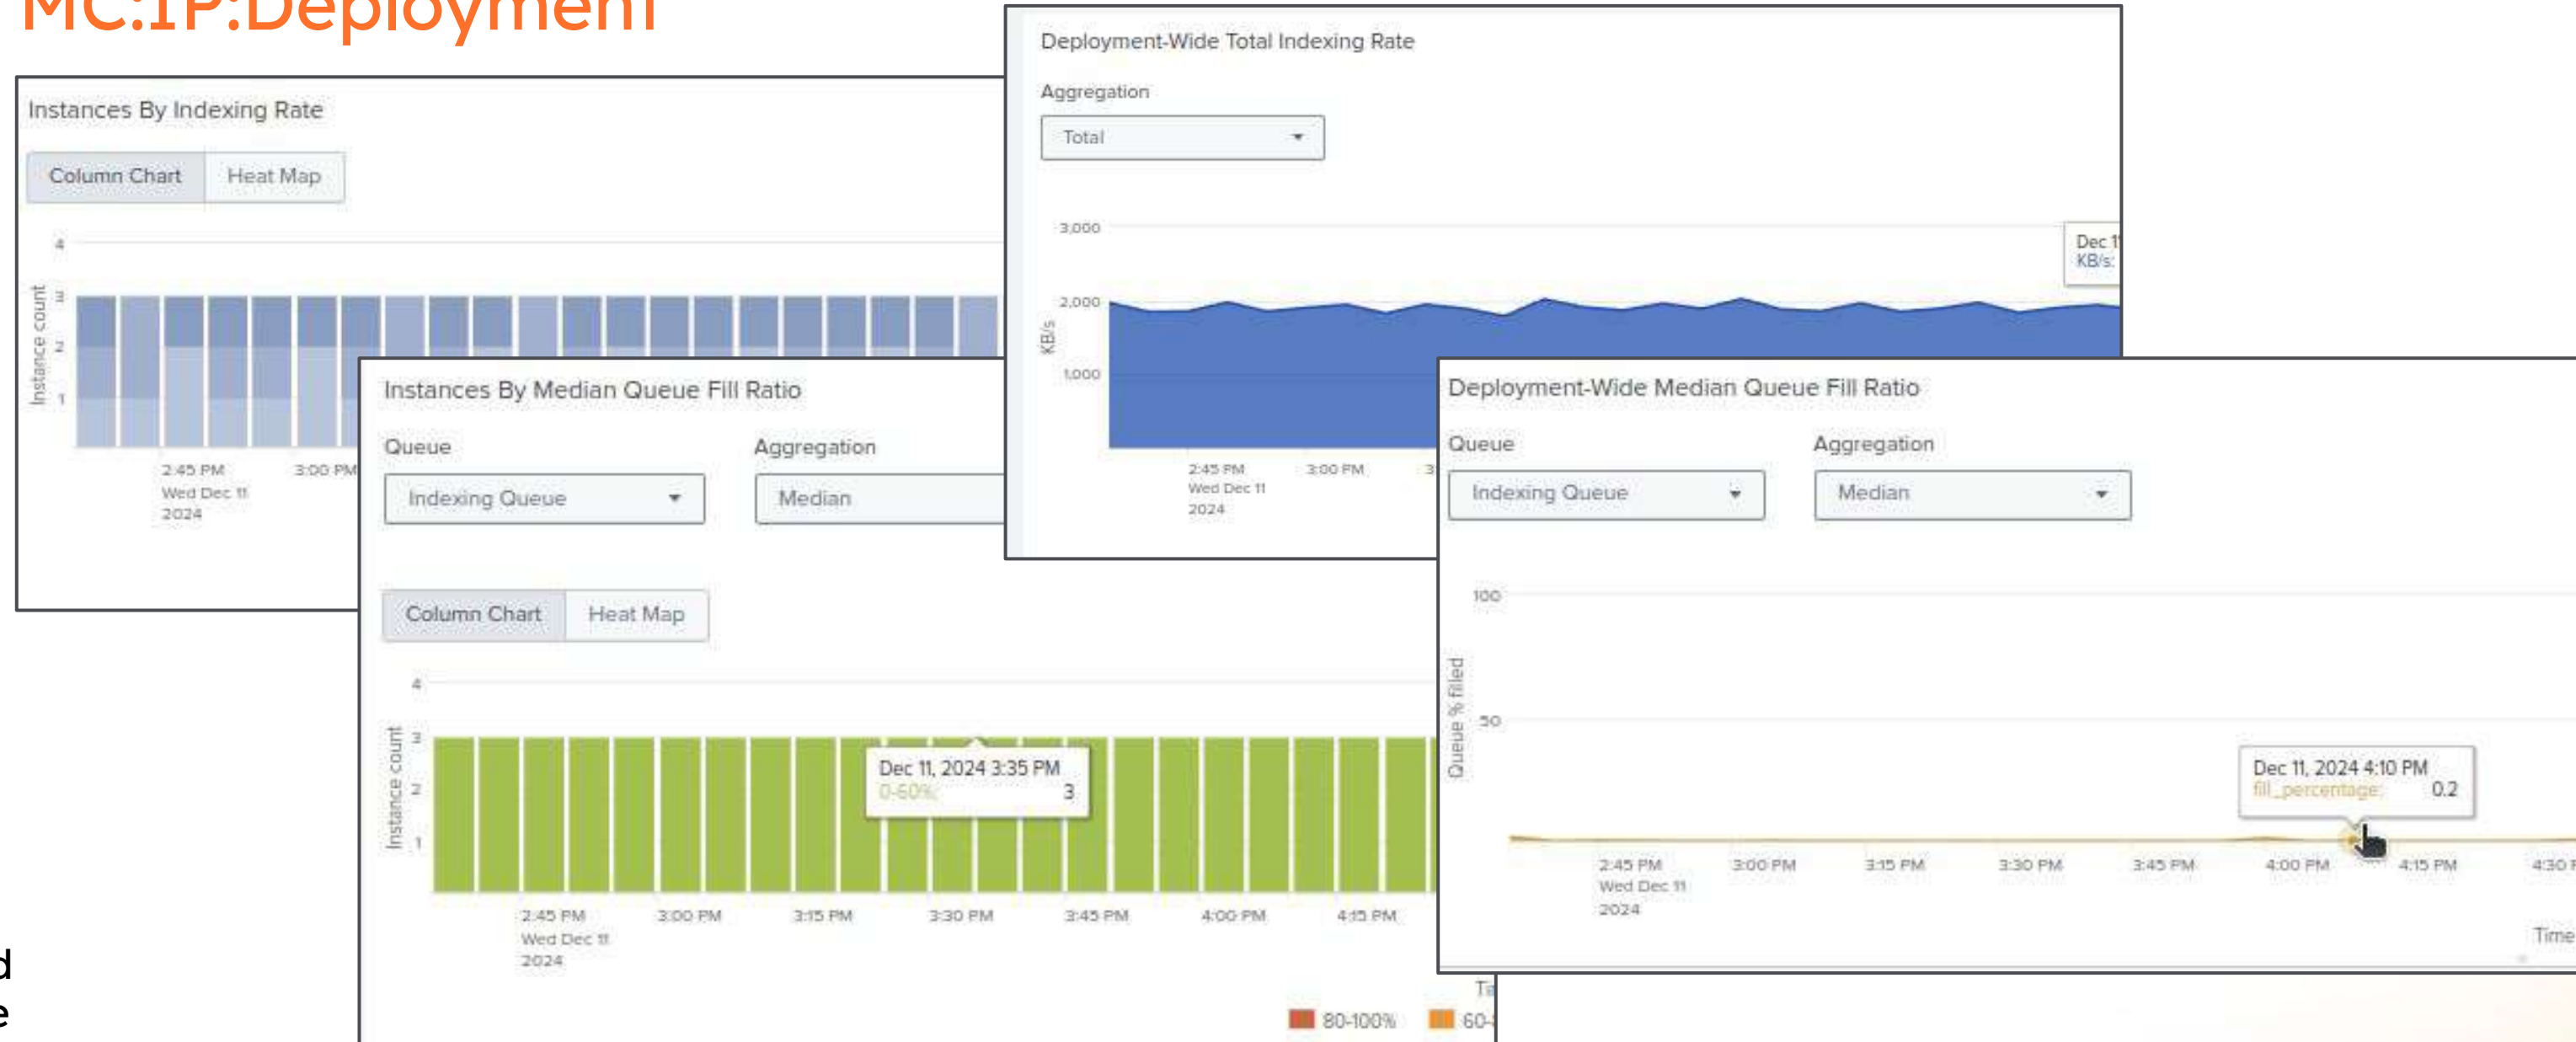 MC:IP:Deployment
Instances By Indexing Rate
Column Chart Heat Map
4
3
2
1
Instance count
2:45 PM 3:00 PM
Wed Dec 11
2024
Deployment-Wide Total Indexing Rate
Aggregation
Total
3,000
2,000
1,000
KB/s
Dec 11
KB/s:
2:45 PM 3:00 PM 3
Wed Dec 11
2024
Instances By Median Queue Fill Ratio
Queue Aggregation
Indexing Queue Median
Column Chart Heat Map
4
3
2
1
Instance count
Dec 11, 2024 3:35 PM
0-60%: 3
2:45 PM 3:00 PM 3:15 PM 3:30 PM 3:45 PM 4:00 PM 4:15 PM
Wed Dec 11
2024
80-100% 60-
Deployment-Wide Median Queue Fill Ratio
Queue Aggregation
Indexing Queue Median
100
50
Queue % filled
Dec 11, 2024 4:10 PM
fill_percentage: 0.2
2:45 PM 3:00 PM 3:15 PM 3:30 PM 3:45 PM 4:00 PM 4:15 PM 4:30
Wed Dec 11
2024
Time
d
e